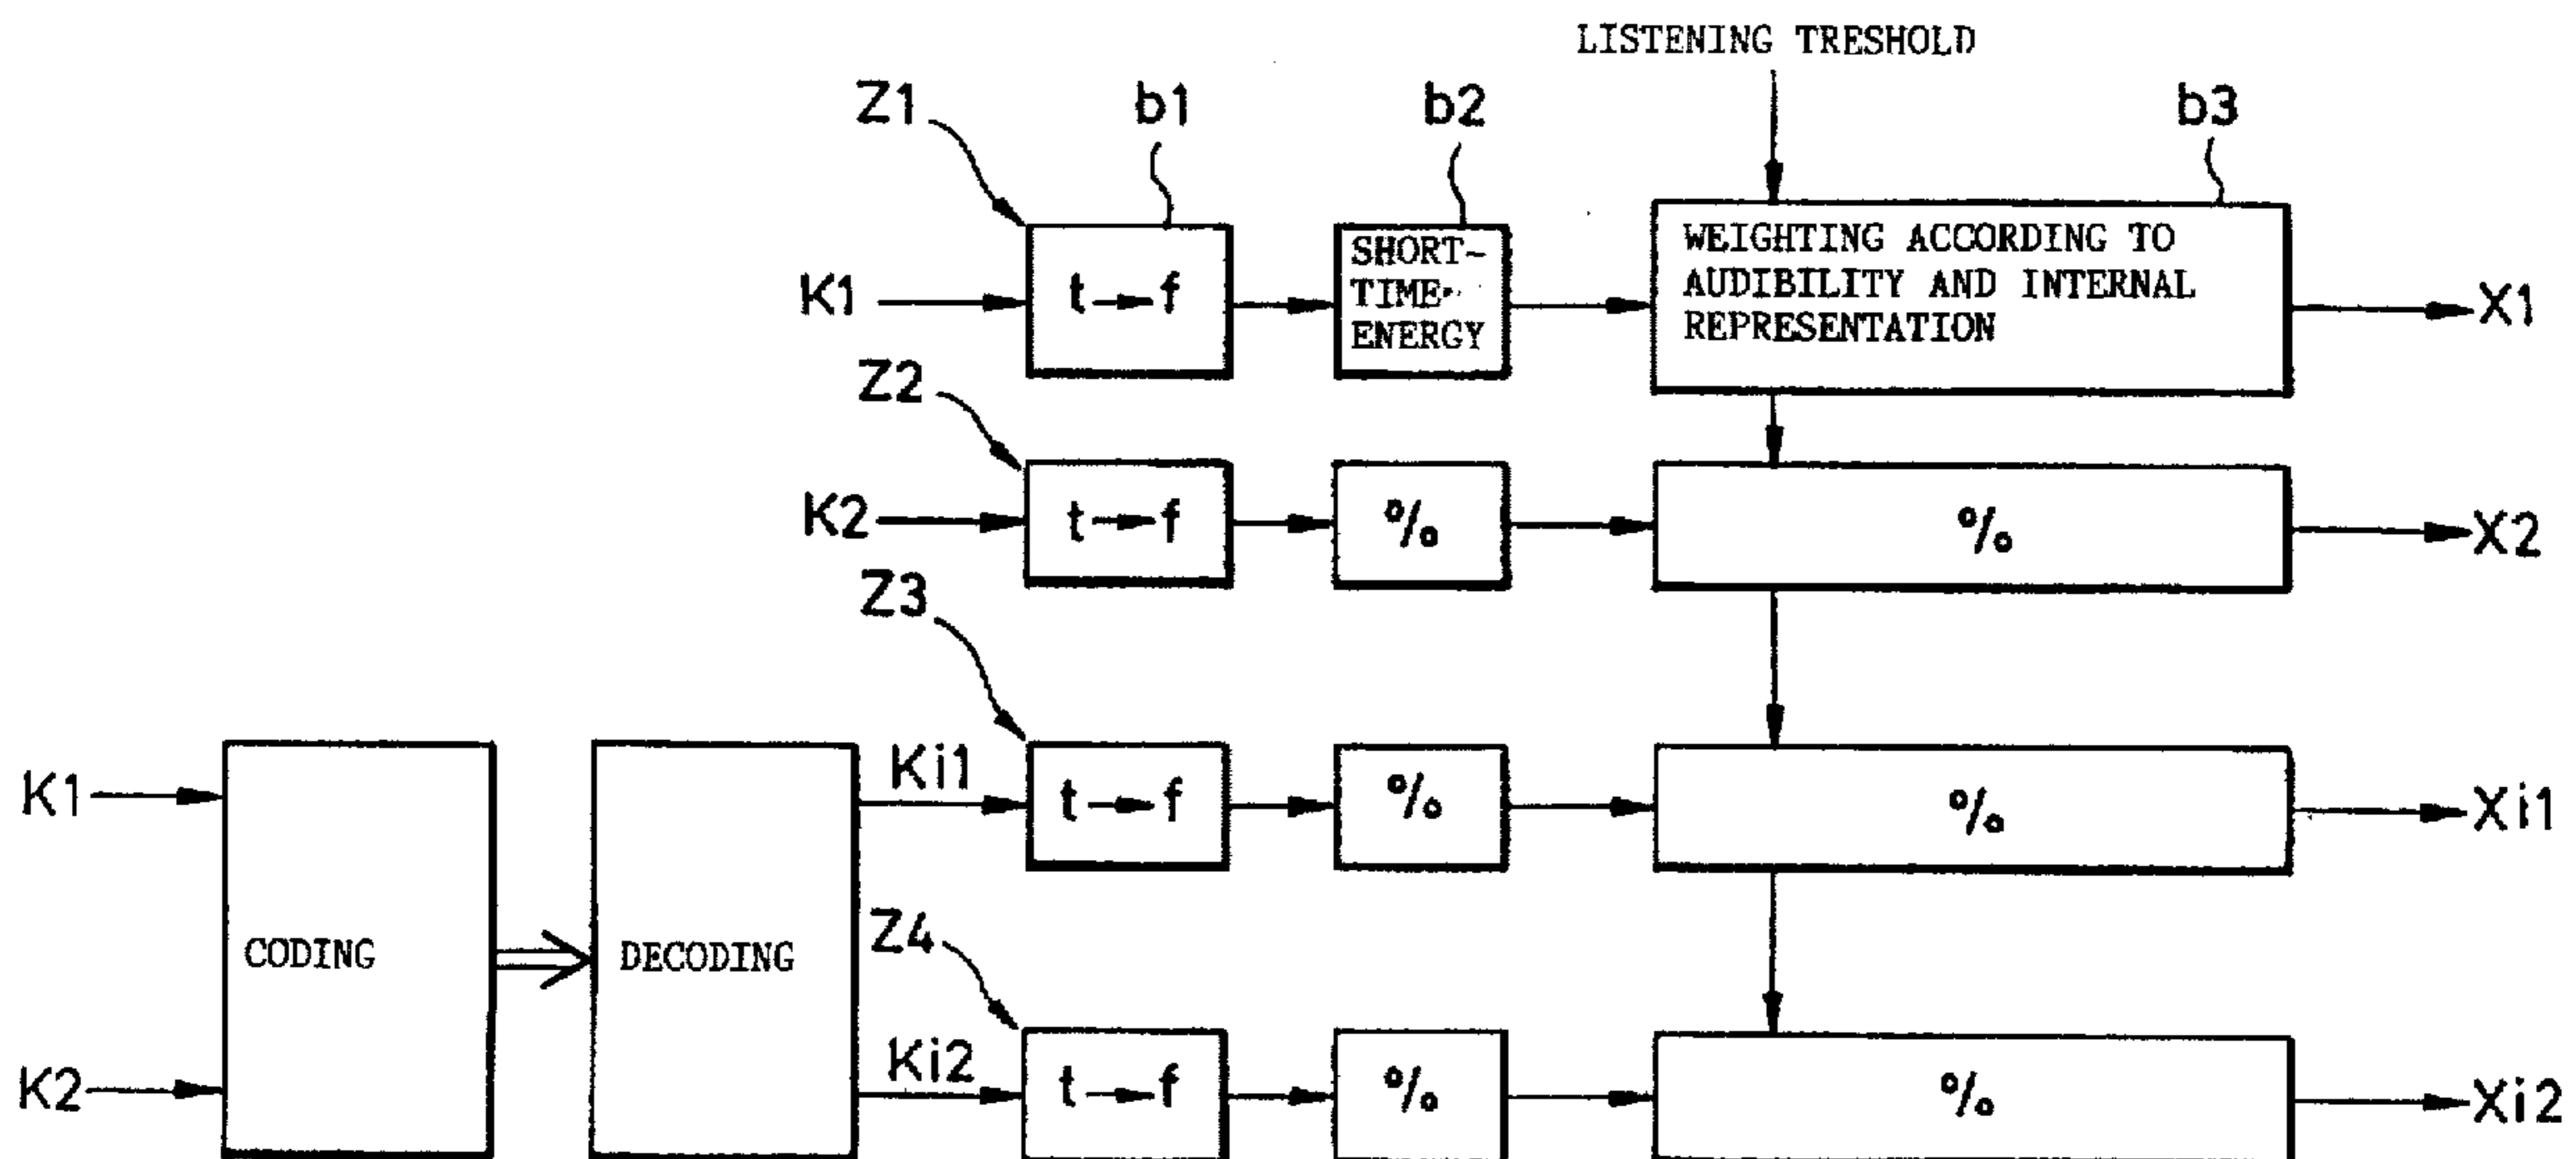 LISTENING TRESHOLD
Z1 b1 b2 b3
K1 t→f SHORT-
TIME-
ENERGY
WEIGHTING ACCORDING TO
AUDIBILITY AND INTERNAL
REPRESENTATION
X1
Z2
K2 t→f % % X2
Z3
K1 Ki1 t→f % % Xi1
CODING DECODING
Z4
K2 Ki2 t→f % % Xi2